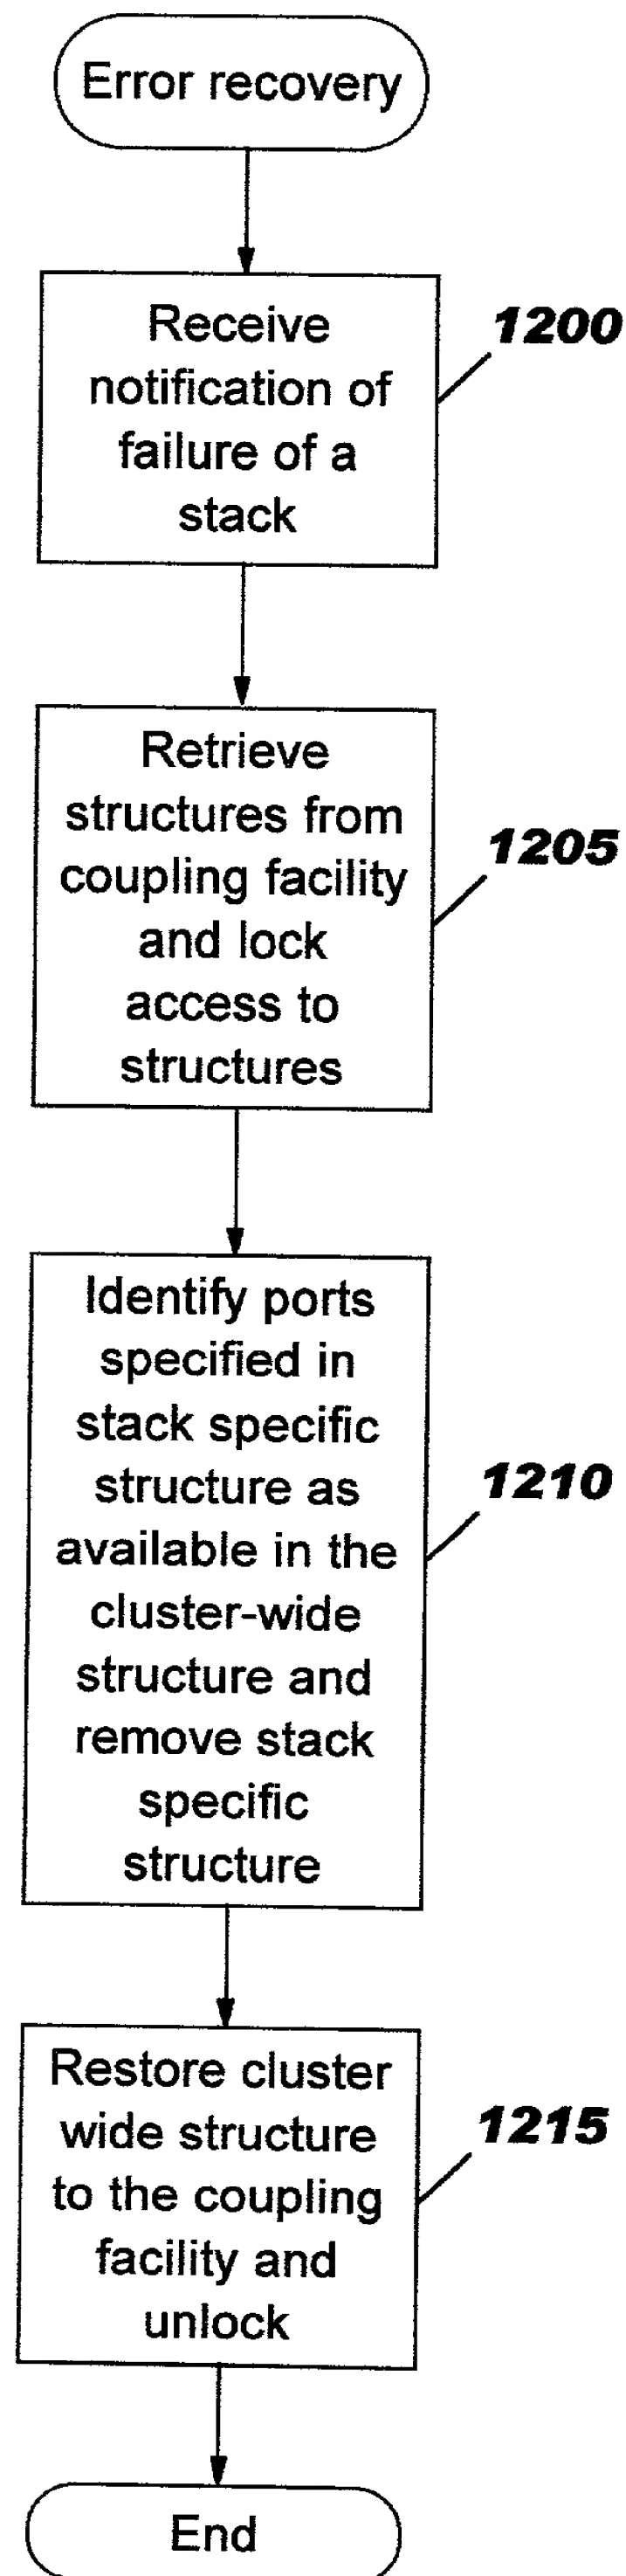 Error recovery
Receive
notification of
failure of a
stack
1200
Retrieve
structures from
coupling facility
and lock
access to
structures
1205
Identify ports
specified in
stack specific
structure as
available in the
cluster-wide
structure and
remove stack
specific
structure
1210
Restore cluster
wide structure
to the coupling
facility and
unlock
1215
End